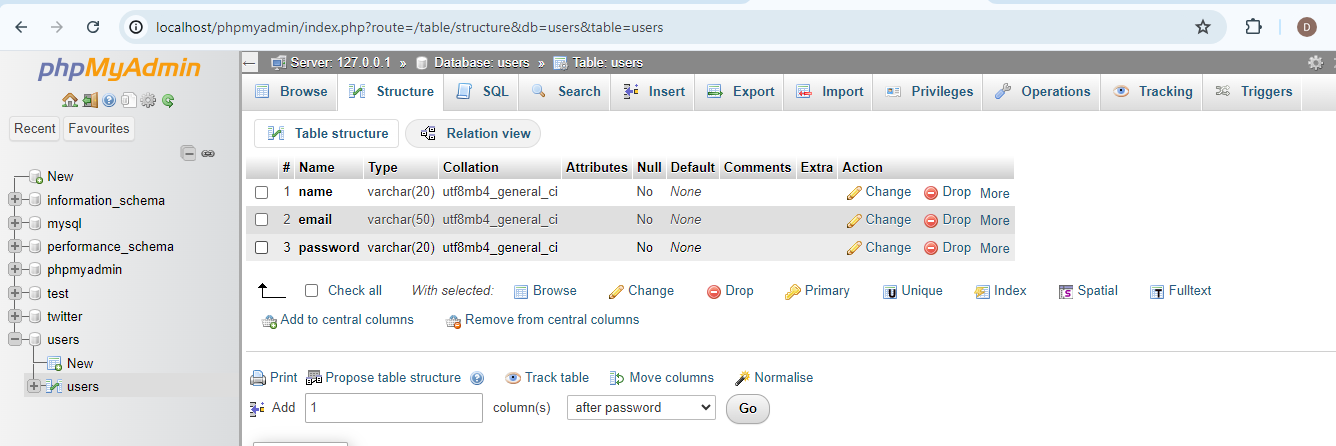 localhost/phpmyadmin/index.php?route=/table/structure&db=users&table=users
D
phpMyAdmin
Recent Favourites
New
information_schema
mysql
performance_schema
phpmyadmin
test
twitter
users
New
users
Server: 127.0.0.1 » Database: users » Table: users
Browse Structure SQL Search Insert Export Import Privileges Operations Tracking Triggers
Table structure Relation view
# Name Type Collation Attributes Null Default Comments Extra Action
1 name varchar(20) utf8mb4_general_ci No None Change Drop More
2 email varchar(50) utf8mb4_general_ci No None Change Drop More
3 password varchar(20) utf8mb4_general_ci No None Change Drop More
Check all With selected: Browse Change Drop Primary Unique Index Spatial Fulltext
Add to central columns Remove from central columns
Print Propose table structure Track table Move columns Normalise
Add 1 column(s) after password Go